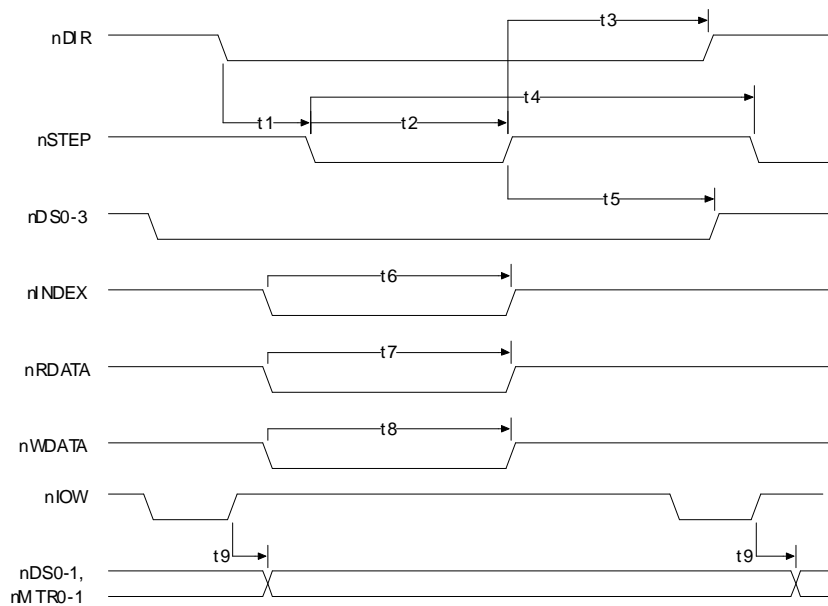 t3
nDIR
t4
t1
t2
nSTEP
t5
nDS0-3
t6
nINDEX
t7
nRDATA
t8
nWDATA
nIOW
t9
t9
nDS0-1,
nMTR0-1